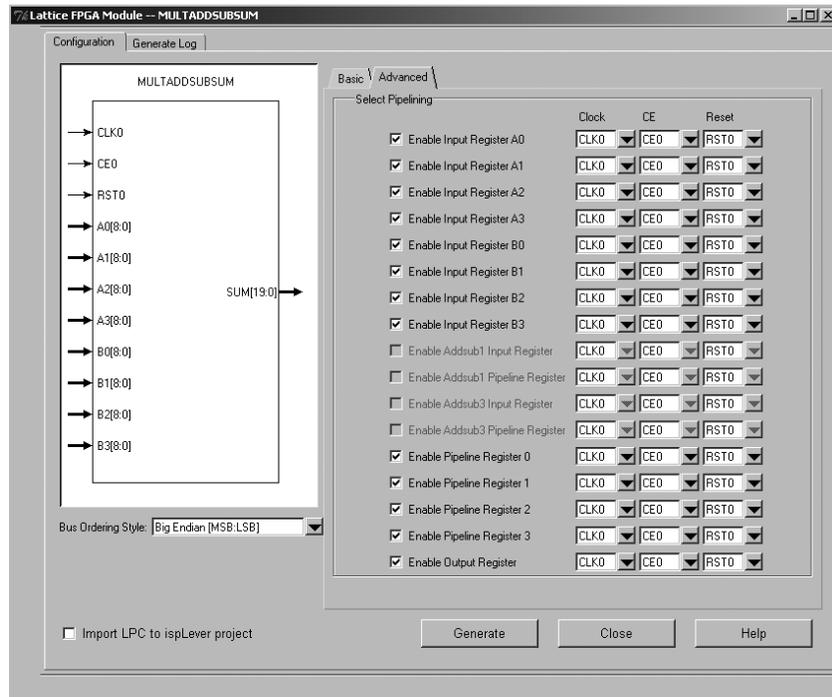 Lattice FPGA Module -- MULTADDSUBSUM
Configuration Generate Log
MULTADDSUBSUM
CLK0
CE0
RST0
A0[8:0]
A1[8:0]
A2[8:0]
A3[8:0]
B0[8:0]
B1[8:0]
B2[8:0]
B3[8:0]
SUM[19:0]
Bus Ordering Style: Big Endian [MSB:LSB]
Basic Advanced
Select Pipelining
Clock CE Reset
Enable Input Register A0 CLK0 CE0 RST0
Enable Input Register A1 CLK0 CE0 RST0
Enable Input Register A2 CLK0 CE0 RST0
Enable Input Register A3 CLK0 CE0 RST0
Enable Input Register B0 CLK0 CE0 RST0
Enable Input Register B1 CLK0 CE0 RST0
Enable Input Register B2 CLK0 CE0 RST0
Enable Input Register B3 CLK0 CE0 RST0
Enable Addsub1 Input Register CLK0 CE0 RST0
Enable Addsub1 Pipeline Register CLK0 CE0 RST0
Enable Addsub3 Input Register CLK0 CE0 RST0
Enable Addsub3 Pipeline Register CLK0 CE0 RST0
Enable Pipeline Register 0 CLK0 CE0 RST0
Enable Pipeline Register 1 CLK0 CE0 RST0
Enable Pipeline Register 2 CLK0 CE0 RST0
Enable Pipeline Register 3 CLK0 CE0 RST0
Enable Output Register CLK0 CE0 RST0
Import LPC to ispLever project
Generate Close Help